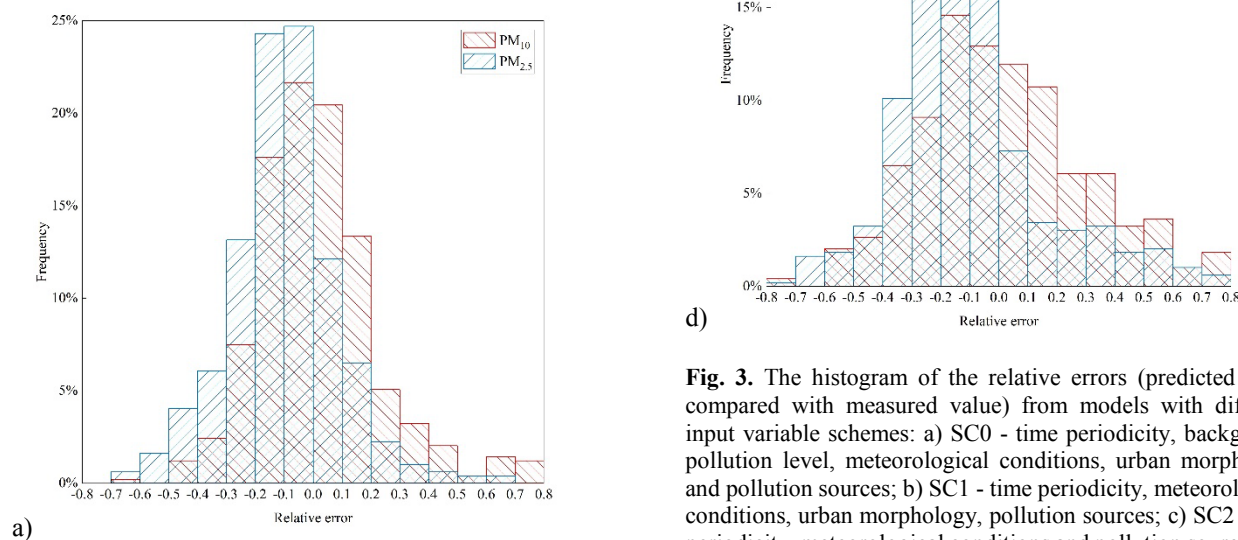 25%
20%
15%
10%
5%
0%
Frequency
PM10
PM2.5
-0.8 -0.7 -0.6 -0.5 -0.4 -0.3 -0.2 -0.1 0.0 0.1 0.2 0.3 0.4 0.5 0.6 0.7 0.8
Relative error
a)
15%
10%
5%
0%
Frequency
-0.8 -0.7 -0.6 -0.5 -0.4 -0.3 -0.2 -0.1 0.0 0.1 0.2 0.3 0.4 0.5 0.6 0.7 0.8
Relative error
d)
Fig. 3. The histogram of the relative errors (predicted
compared with measured value) from models with
input variable schemes: a) SC0 - time periodicity,
pollution level, meteorological conditions, urban
and pollution sources; b) SC1 - time periodicity,
conditions, urban morphology, pollution sources; c) SC2